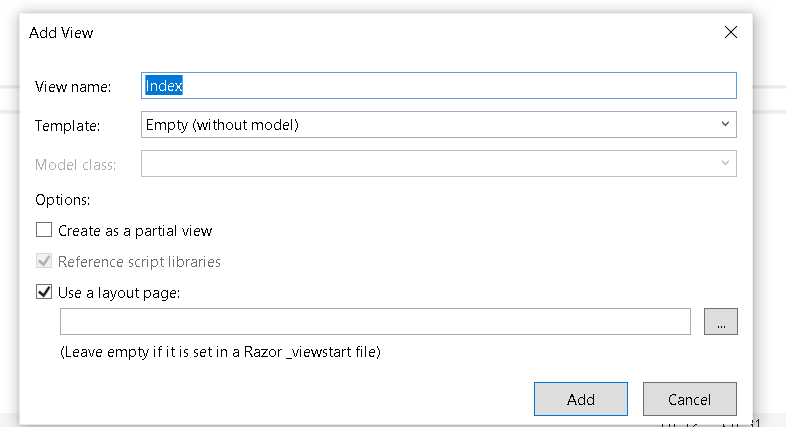 Add View
View name: Index
Template: Empty (without model)
Model class:
Options:
Create as a partial view
Reference script libraries
Use a layout page:
...
(Leave empty if it is set in a Razor _viewstart file)
Add Cancel